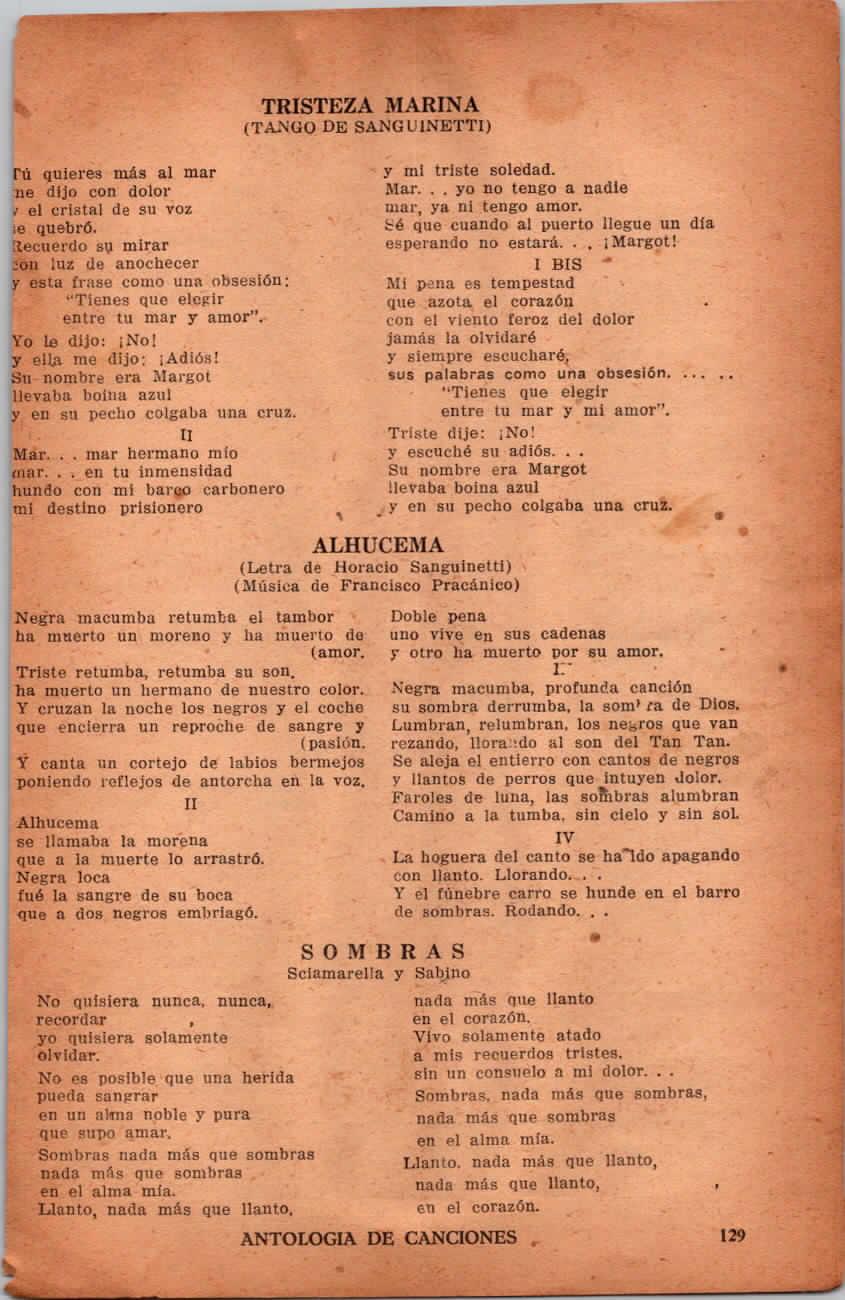 TRISTEZA MARINA
(TANGO DE SANGUINETTI)
Tú quieres más al mar
me dijo con dolor
y el cristal de su voz
se quebró.
Recuerdo su mirar
con luz de anochecer
y esta frase como una obsesión:
"Tienes que elegir
entre tu mar y amor".
Yo le dijo: ¡No!
y ella me dijo: ¡Adiós!
Su nombre era Margot
llevaba boina azul
y en su pecho colgaba una cruz.
II
Mar. . . mar hermano mío
mar. . . en tu inmensidad
hundo con mi barco carbonero
mi destino prisionero
y mi triste soledad.
Mar. . . yo no tengo a nadie
mar, ya ni tengo amor.
Sé que cuando al puerto llegue un día
esperando no estará. . . ¡Margot!
I BIS
Mi pena es tempestad
que azota el corazón
con el viento feroz del dolor
jamás la olvidaré
y siempre escucharé,
sus palabras como una obsesión. ... ..
"Tienes que elegir
entre tu mar y mi amor".
Triste dije: ¡No!
y escuché su adiós. . .
Su nombre era Margot
llevaba boina azul
y en su pecho colgaba una cruz.
ALHUCEMA
(Letra de Horacio Sanguinetti)
(Música de Francisco Pracánico)
Negra macumba retumba el tambor
ha muerto un moreno y ha muerto de
(amor.
Triste retumba, retumba su son.
ha muerto un hermano de nuestro color.
Y cruzan la noche los negros y el coche
que encierra un reproche de sangre y
(pasión.
Y canta un cortejo de labios bermejos
poniendo reflejos de antorcha en la voz.
II
Alhucema
se llamaba la morena
que a la muerte lo arrastró.
Negra loca
fué la sangre de su boca
que a dos negros embriagó.
Doble pena
uno vive en sus cadenas
y otro ha muerto por su amor.
Negra macumba, profunda canción
su sombra derrumba, la sombra de Dios.
Lumbran, relumbran, los negros que van
rezando, llorando al son del Tan Tan.
Se aleja el entierro con cantos de negros
y llantos de perros que intuyen dolor.
Faroles de luna, las sombras alumbran
Camino a la tumba, sin cielo y sin sol.
IV
La hoguera del canto se ha ido apagando
con llanto. Llorando. . .
Y el fúnebre carro se hunde en el barro
de sombras. Rodando. . .
SOMBRAS
Sciamarella y Sabino
No quisiera nunca, nunca,
recordar
yo quisiera solamente
olvidar.
No es posible que una herida
pueda sangrar
en un alma noble y pura
que supo amar.
Sombras nada más que sombras
nada más que sombras
en el alma mía.
Llanto, nada más que llanto,
nada más que llanto
en el corazón.
Vivo solamente atado
a mis recuerdos tristes.
sin un consuelo a mi dolor. . .
Sombras, nada más que sombras,
nada más que sombras
en el alma mía.
Llanto. nada más que llanto,
nada más que llanto,
en el corazón.
ANTOLOGIA DE CANCIONES
129